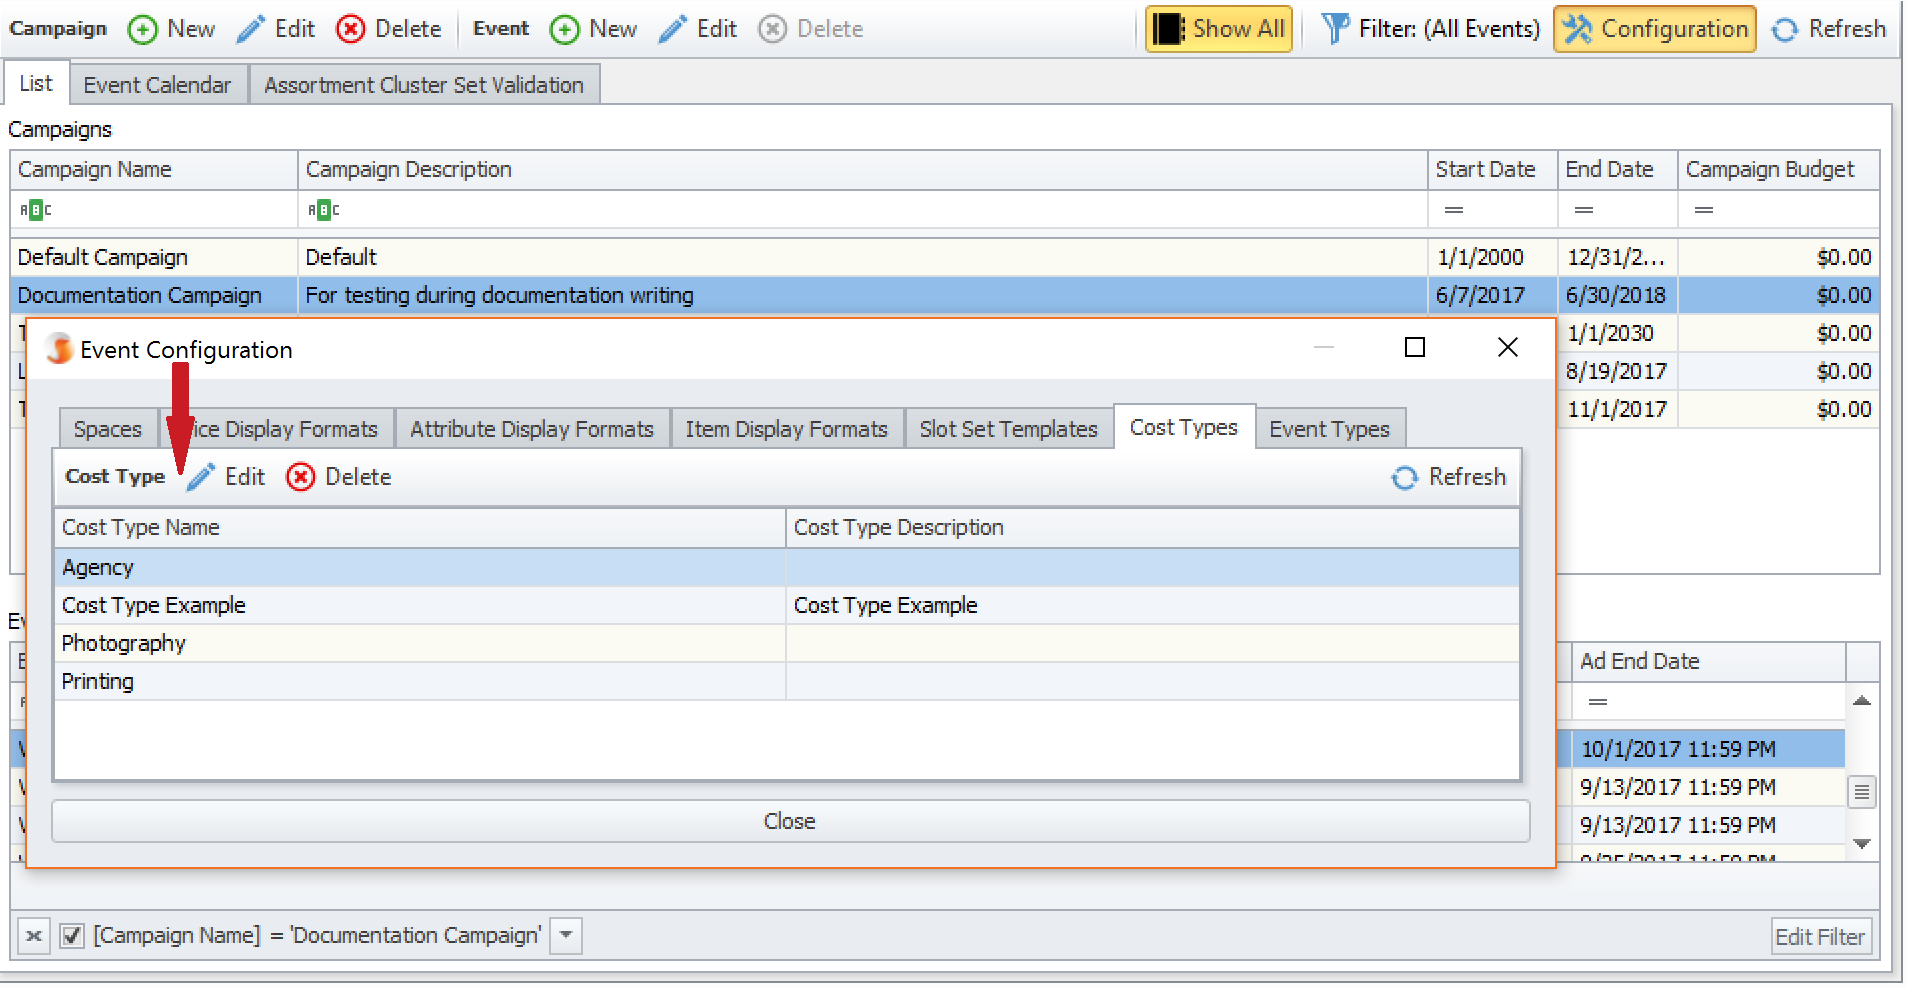 Campaign New Edit Delete Event New Edit Delete Show All Filter: (All Events) Configuration Refresh
List Event Calendar Assortment Cluster Set Validation
Campaigns
Campaign Name Campaign Description Start Date End Date Campaign Budget
ABC ABC = = =
Default Campaign Default 1/1/2000 12/31/2... $0.00
Documentation Campaign For testing during documentation writing 6/7/2017 6/30/2018 $0.00
1/1/2030 $0.00
8/19/2017 $0.00
11/1/2017 $0.00
Event Configuration
Spaces Display Formats Attribute Display Formats Item Display Formats Slot Set Templates Cost Types Event Types
Cost Type Edit Delete Refresh
Cost Type Name Cost Type Description
Agency
Cost Type Example Cost Type Example
Photography
Printing
Close
Ad End Date
=
10/1/2017 11:59 PM
9/13/2017 11:59 PM
9/13/2017 11:59 PM
[Campaign Name] = 'Documentation Campaign' Edit Filter